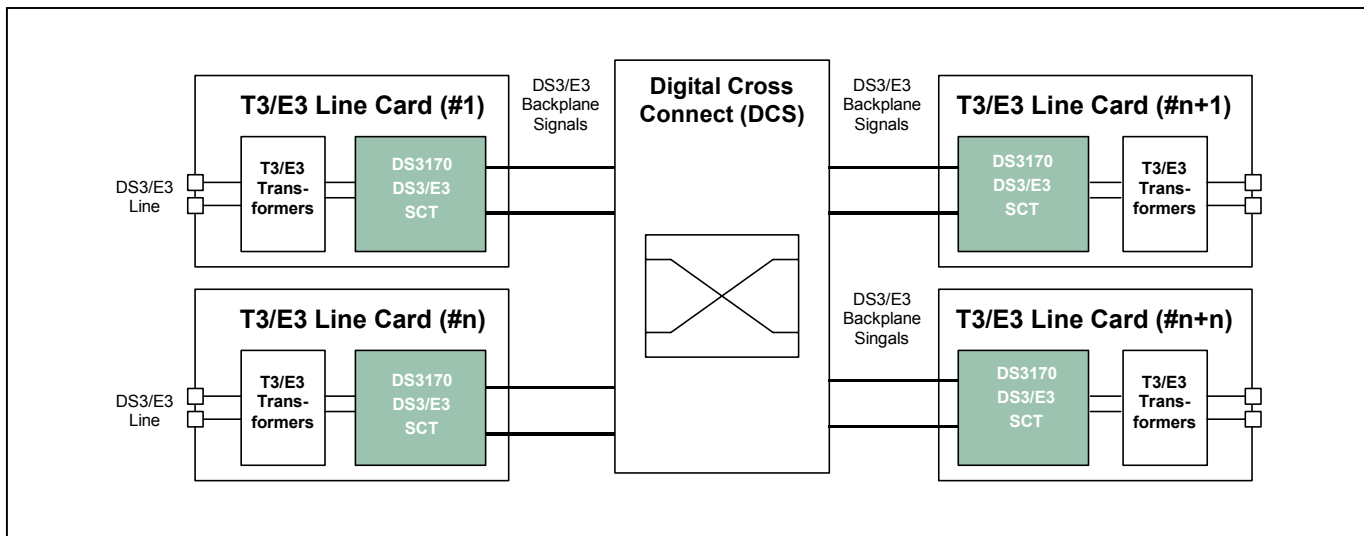 T3/E3 Line Card (#1)
DS3/E3
Line
T3/E3
Trans-
formers
DS3170
DS3/E3
SCT
DS3/E3
Backplane
Signals
Digital Cross
Connect (DCS)
DS3/E3
Backplane
Signals
T3/E3 Line Card (#n+1)
DS3170
DS3/E3
SCT
T3/E3
Trans-
formers
T3/E3 Line Card (#n)
DS3/E3
Line
T3/E3
Trans-
formers
DS3170
DS3/E3
SCT
DS3/E3
Backplane
Singals
T3/E3 Line Card (#n+n)
DS3170
DS3/E3
SCT
T3/E3
Trans-
formers